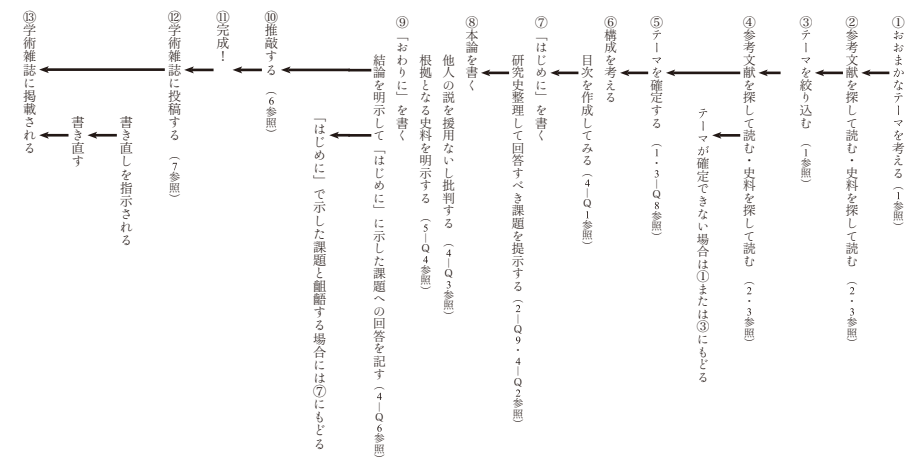 ①おおまかなテーマを考える（1参照）
②参考文献を探して読む・史料を探して読む（2・3参照）
③テーマを絞り込む（1参照）
④参考文献を探して読む・史料を探して読む（2・3参照）
テーマが確定できない場合は①または③にもどる
⑤テーマを確定する（1・3―Q8参照）
⑥構成を考える
目次を作成してみる（4―Q1参照）
⑦「はじめに」を書く
研究史整理して回答すべき課題を提示する（2―Q9・4―Q2参照）
⑧本論を書く
他人の説を援用ないし批判する（4―Q3参照）
根拠となる史料を明示する（5―Q4参照）
⑨「おわりに」を書く
結論を明示して「はじめに」に示した課題への回答を記す（4―Q6参照）
「はじめに」で示した課題と齟齬する場合には⑦にもどる
⑩推敲する（6参照）
⑪完成！
⑫学術雑誌に投稿する（7参照）
書き直しを指示される
書き直す
⑬学術雑誌に掲載される